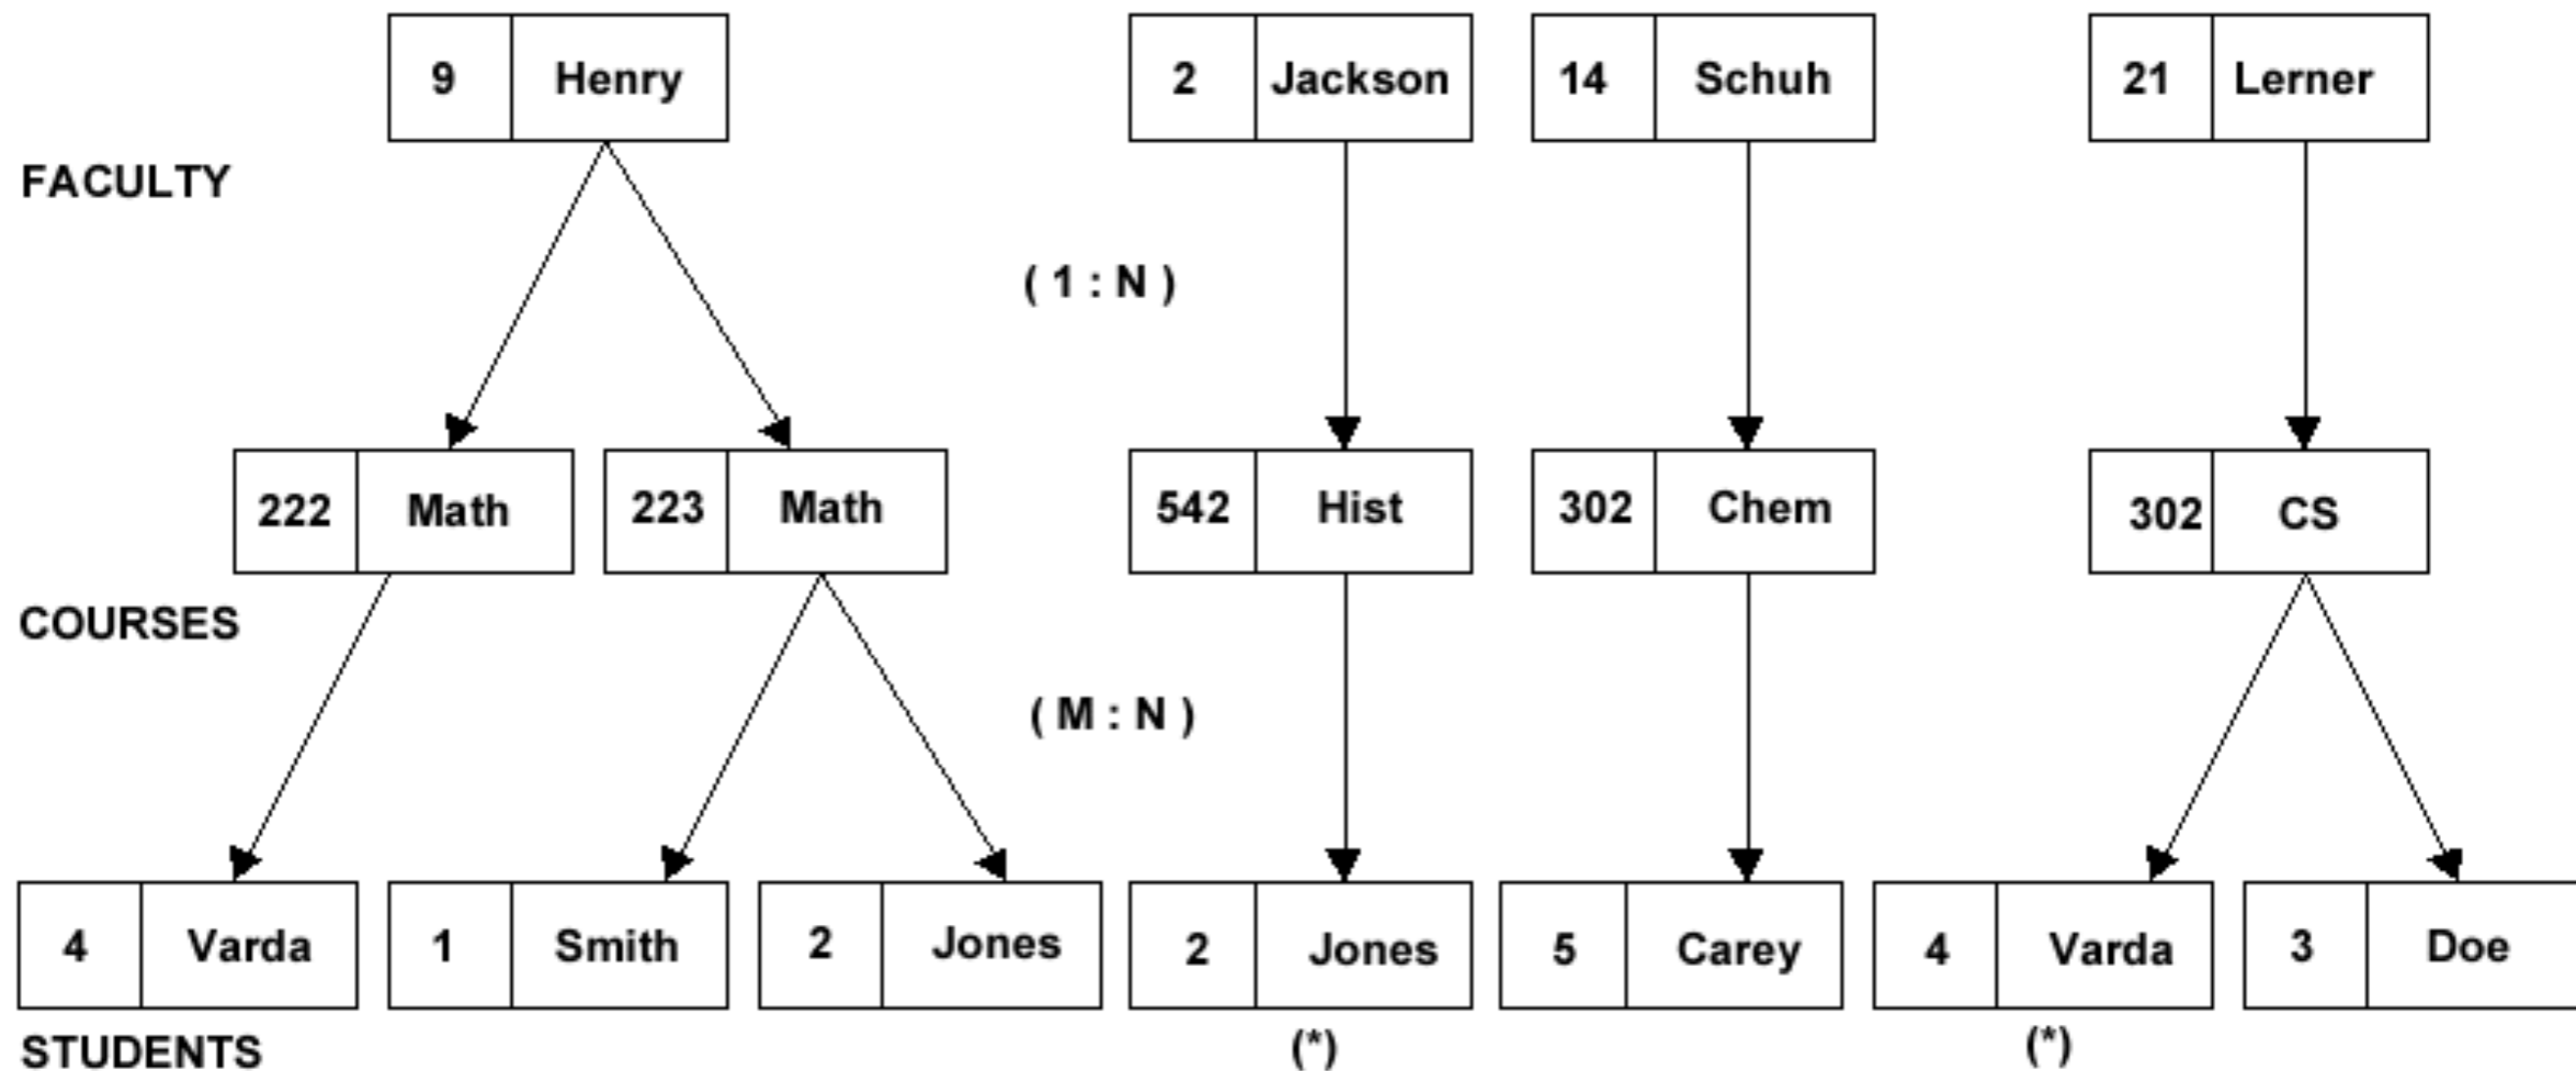 9 Henry 2 Jackson 14 Schuh 21 Lerner
FACULTY
( 1 : N )
222 Math 223 Math 542 Hist 302 Chem 302 CS
COURSES
( M : N )
4 Varda 1 Smith 2 Jones 2 Jones 5 Carey 4 Varda 3 Doe
STUDENTS (*) (*)